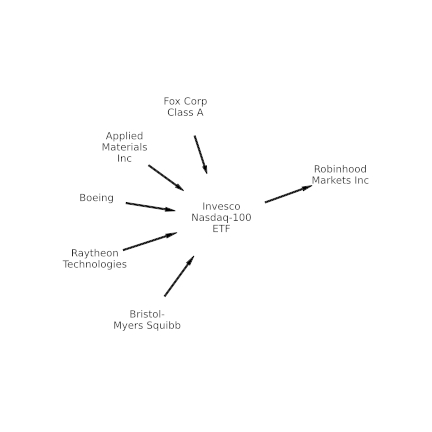 Fox Corp
Class A
Applied
Materials
Inc
Robinhood
Markets Inc
Boeing
Invesco
Nasdaq-100
ETF
Raytheon
Technologies
Bristol-
Myers Squibb